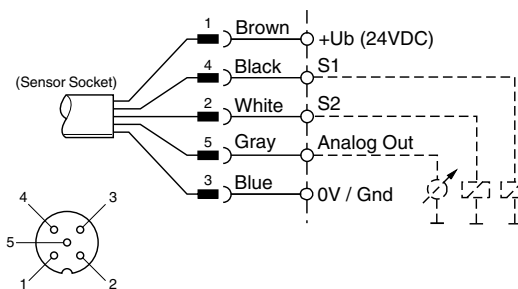 1 Brown +Ub (24VDC)
(Sensor Socket)
4 Black S1
2 White S2
5 Gray Analog Out
3 Blue 0V / Gnd
4 3
5
1 2